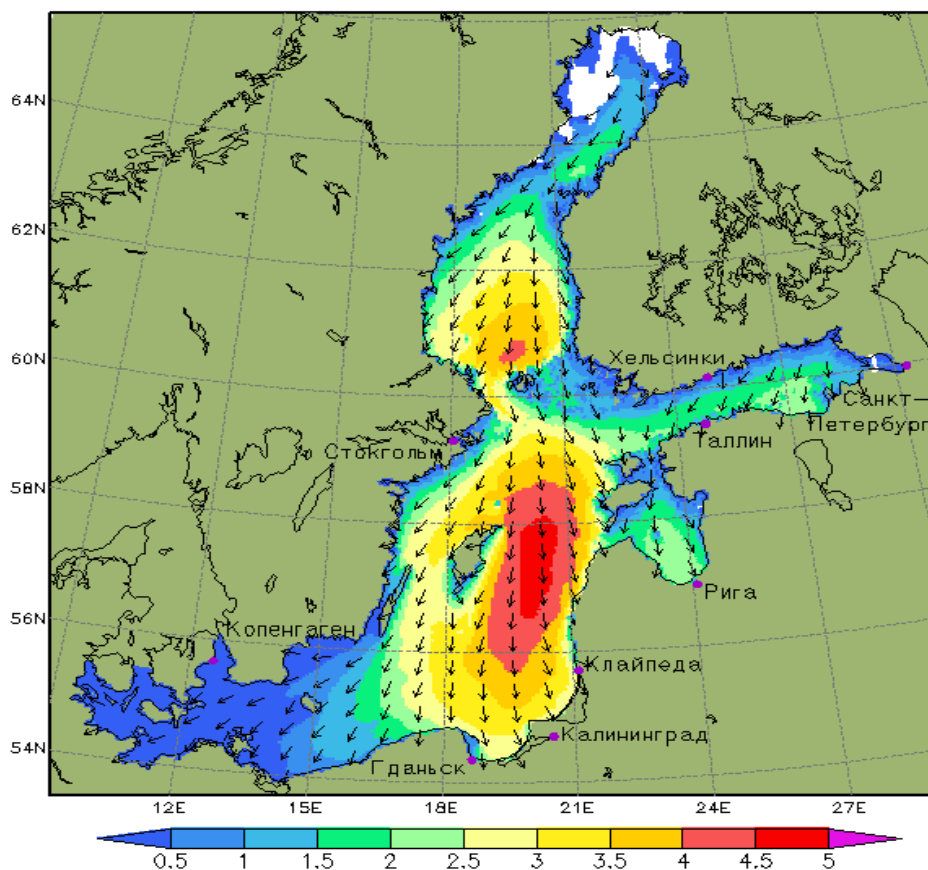 64N
62N
60N
58N
56N
54N
Хельсинки
Санкт-
Петербург
Таллин
Стокгольм
Рига
Копенгаген
Клайпеда
Калининград
Гданьск
12E 15E 18E 21E 24E 27E
0.5 1 1.5 2 2.5 3 3.5 4 4.5 5